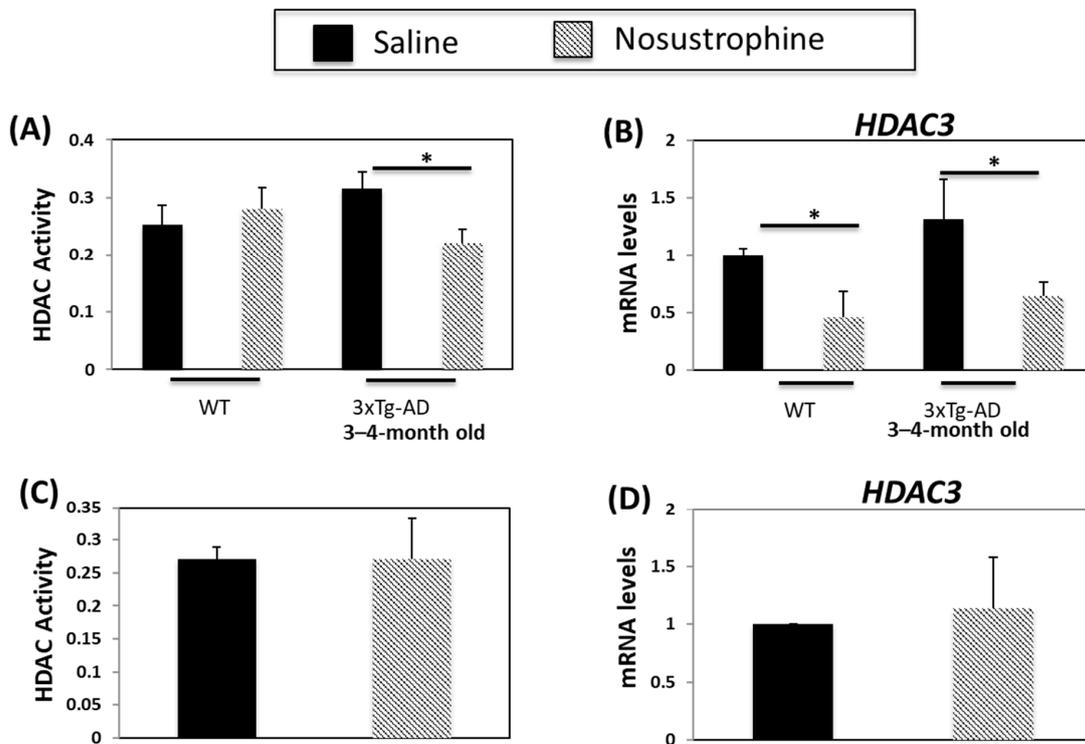 Saline Nosustrophine
(A)
HDAC Activity
0.4
0.3
0.2
0.1
0
*
WT 3xTg-AD
3–4-month old
(B) HDAC3
mRNA levels
2
1.5
1
0.5
0
* *
WT 3xTg-AD
3–4-month old
(C)
HDAC Activity
0.35
0.3
0.25
0.2
0.15
0.1
0.05
0
(D) HDAC3
mRNA levels
2
1.5
1
0.5
0